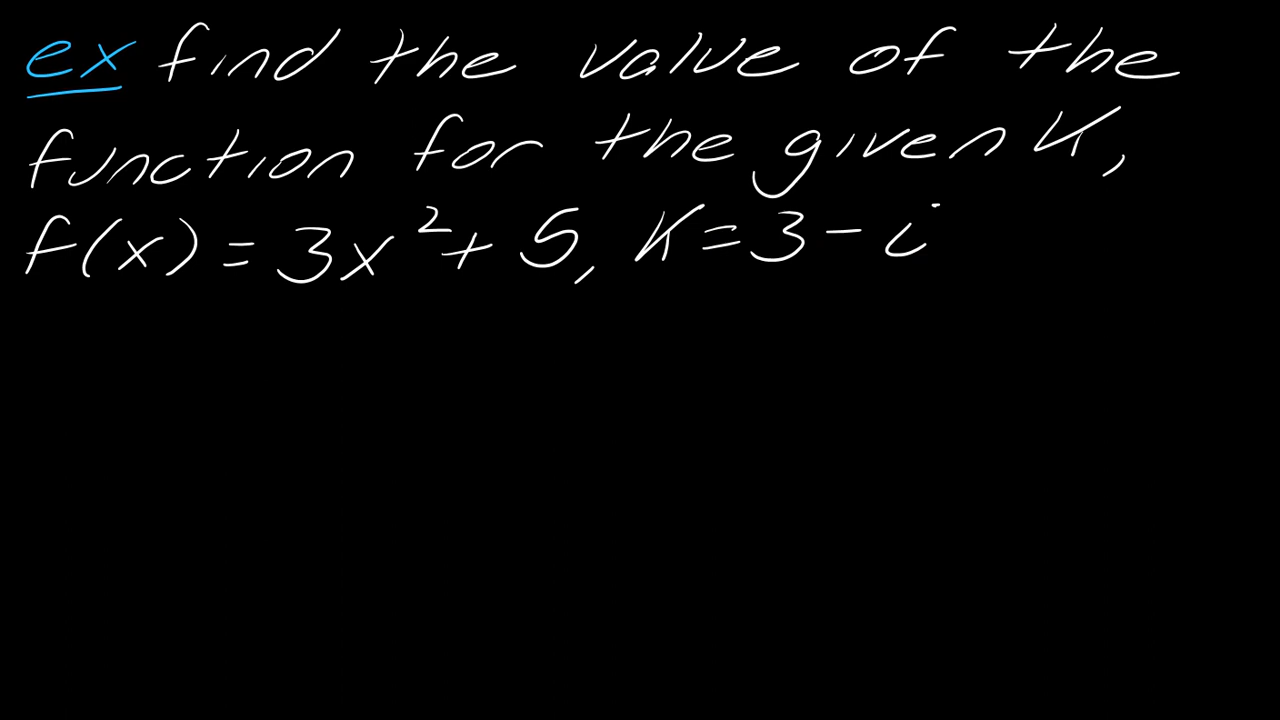 ex find the value of the
function for the given K,
f(x) = 3x² + 5, K = 3 - i